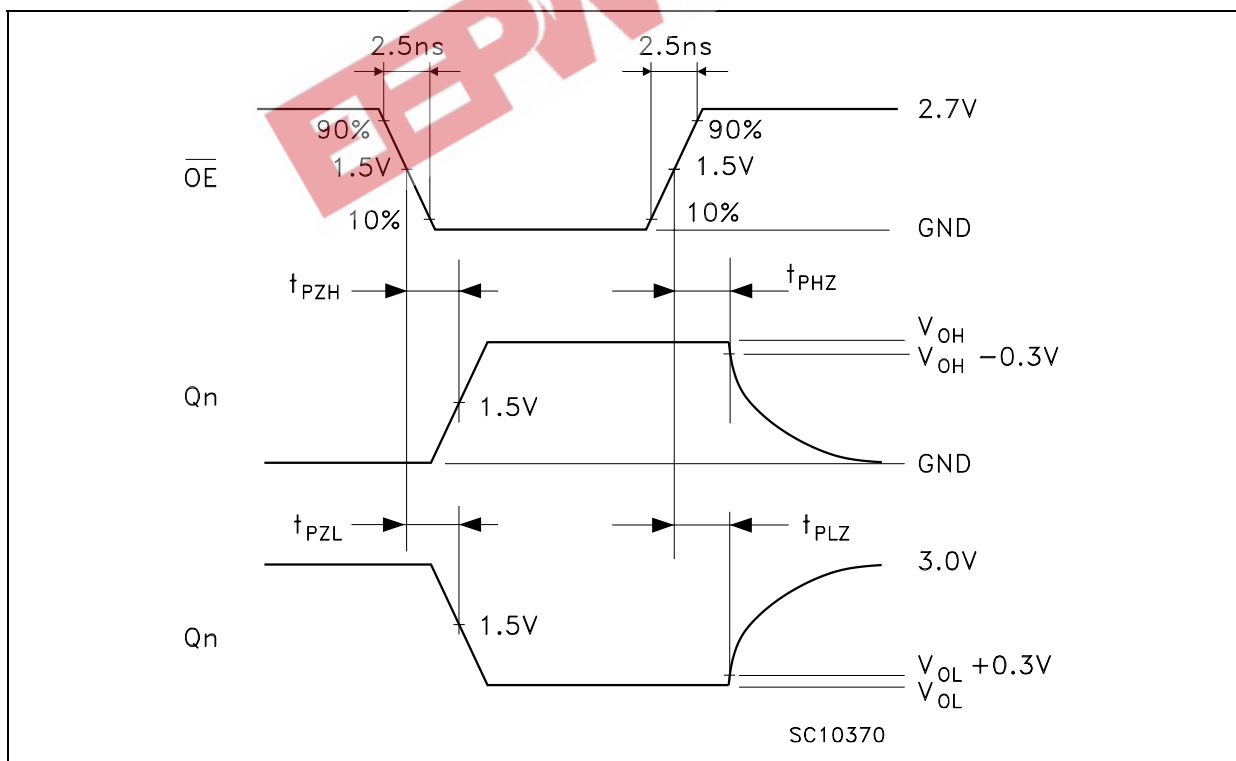 2.5ns 2.5ns
2.7V
90% 90%
1.5V 1.5V
O̅E̅
10% 10%
GND
tPZH tPHZ
VOH
VOH −0.3V
Qn
1.5V
GND
tPZL tPLZ
3.0V
1.5V
Qn
VOL +0.3V
VOL
SC10370